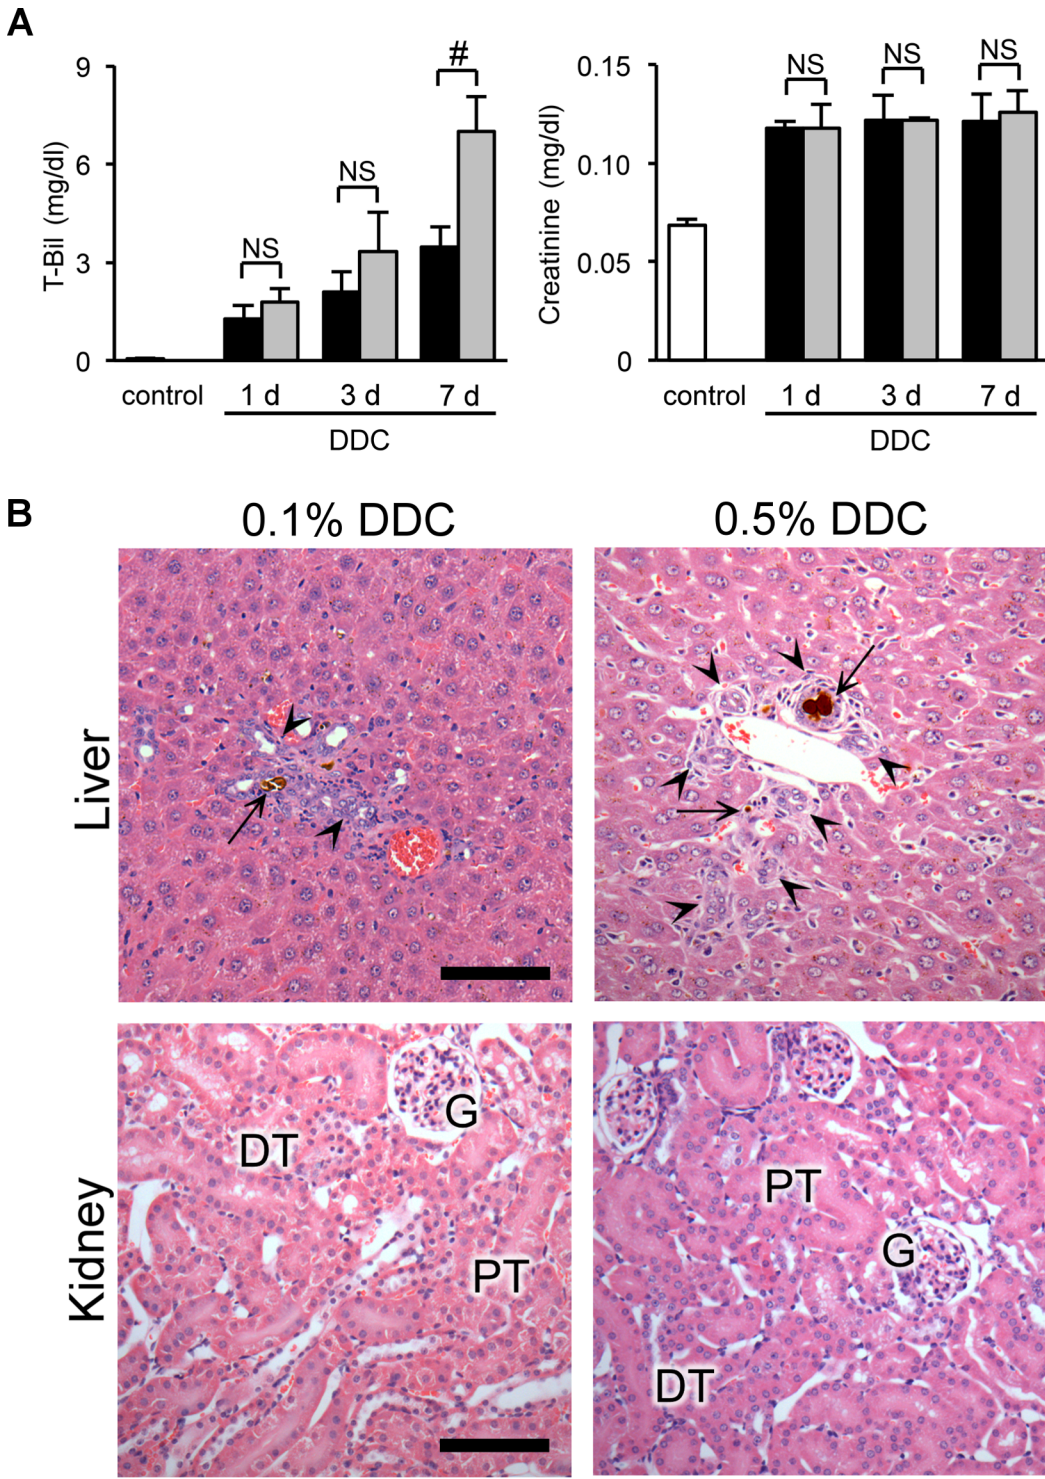 A
T-Bil (mg/dl)
9
6
3
0
NS
NS
#
control
1 d
3 d
7 d
DDC
Creatinine (mg/dl)
0.15
0.10
0.05
0
NS
NS
NS
control
1 d
3 d
7 d
DDC
B
0.1% DDC
0.5% DDC
Liver
Kidney
G
DT
PT
PT
G
DT